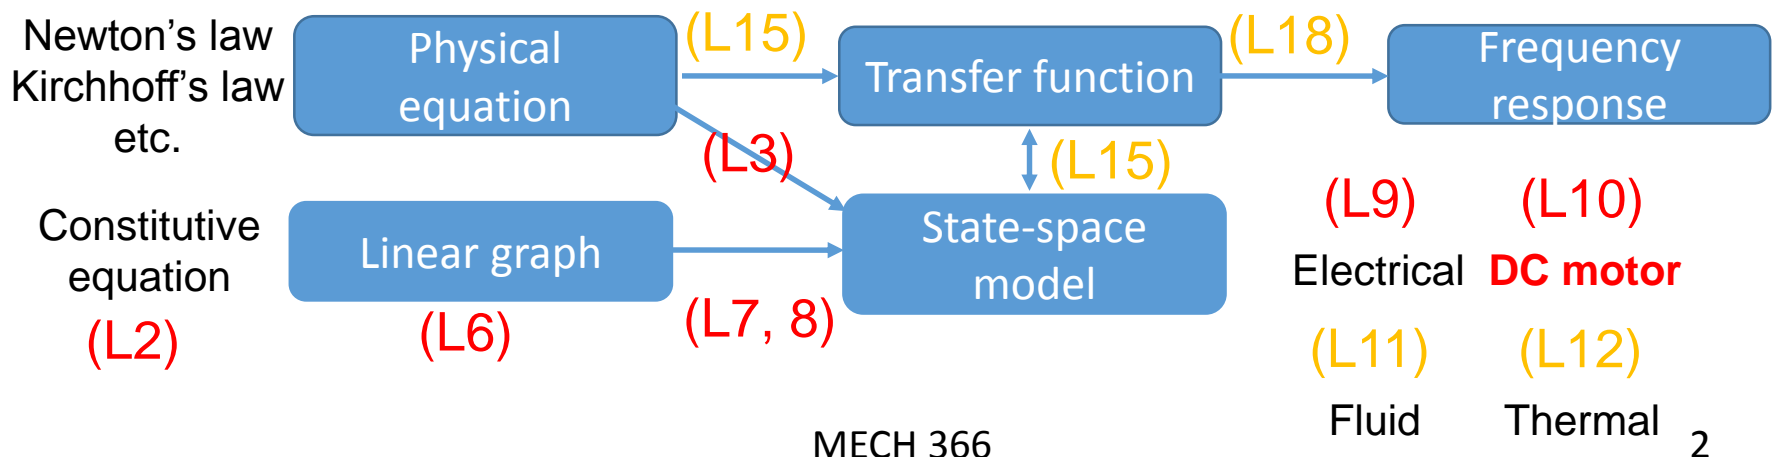 Newton’s law
Kirchhoff’s law
etc.
Physical
equation
(L15)
Transfer function
(L18)
Frequency
response
(L3)
(L15)
Constitutive
equation
(L2)
Linear graph
(L6)
(L7, 8)
State-space
model
(L9)
(L10)
Electrical
DC motor
(L11)
(L12)
Fluid
Thermal
MECH 366
2